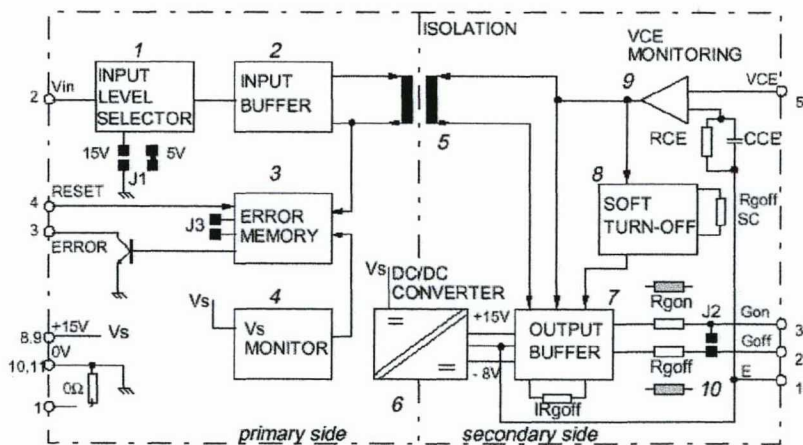 ISOLATION
1
INPUT
LEVEL
SELECTOR
2
INPUT
BUFFER
VCE
MONITORING
9
VCE
5
2
Vin
15V
5V
J1
5
RCE
CCE
3
ERROR
MEMORY
J3
4
RESET
3
ERROR
8
SOFT
TURN-OFF
Rgoff
SC
4
Vs
Vs
MONITOR
Vs
DC/DC
CONVERTER
+15V
- 8V
6
7
OUTPUT
BUFFER
IRgoff
Rgon
J2
Gon
3
Goff
2
Rgoff
10
E
1
8,9
+15V
Vs
10,11
0V
0Ω
1
primary side
secondary side